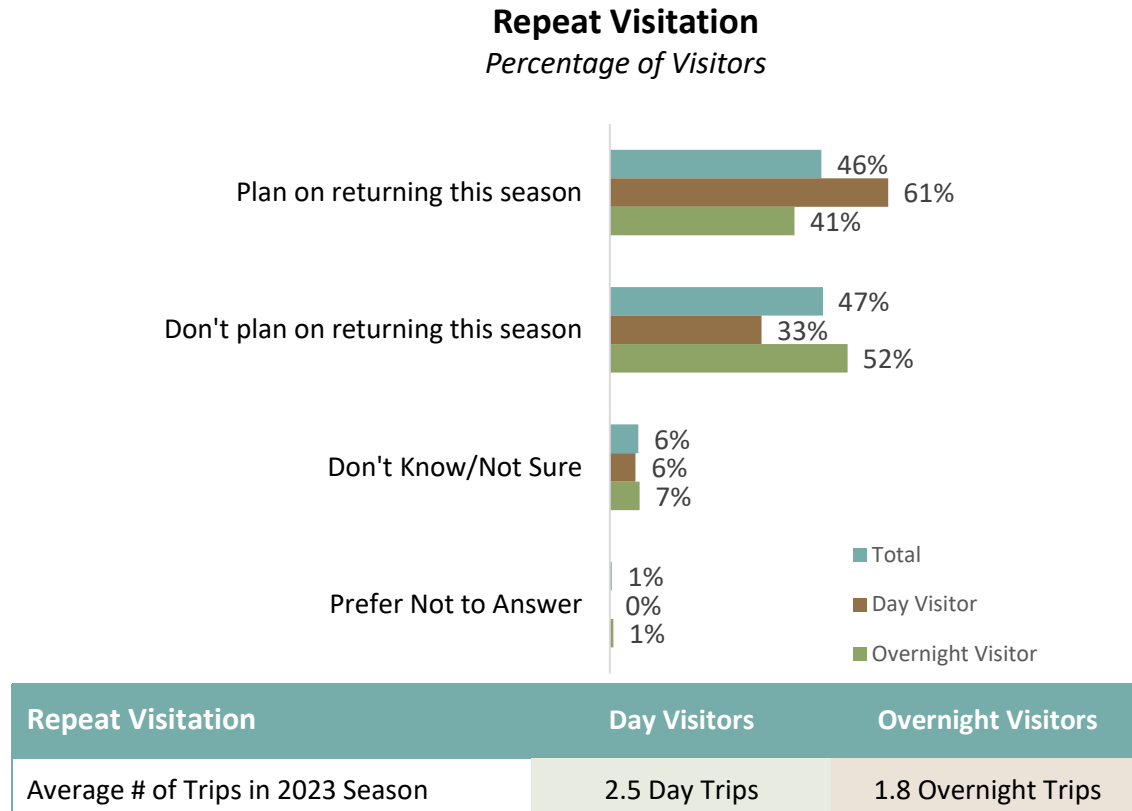 Repeat Visitation
Percentage of Visitors
Plan on returning this season
46%
61%
41%
Don't plan on returning this season
47%
33%
52%
Don't Know/Not Sure
6%
6%
7%
Prefer Not to Answer
1%
0%
1%
Total
Day Visitor
Overnight Visitor
Repeat Visitation Day Visitors Overnight Visitors
Average # of Trips in 2023 Season 2.5 Day Trips 1.8 Overnight Trips